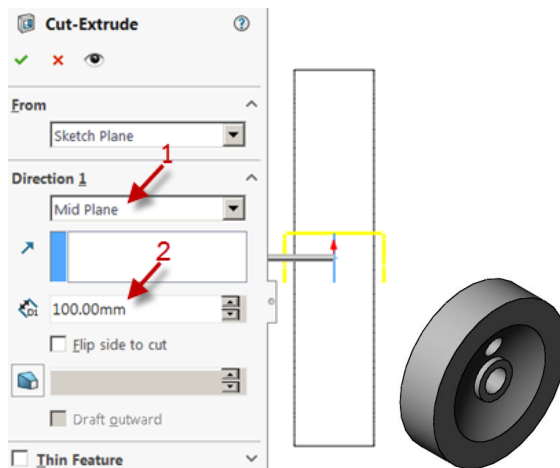 Cut-Extrude
From
Sketch Plane
1
Direction 1
Mid Plane
2
D1
100.00mm
Flip side to cut
Draft outward
Thin Feature